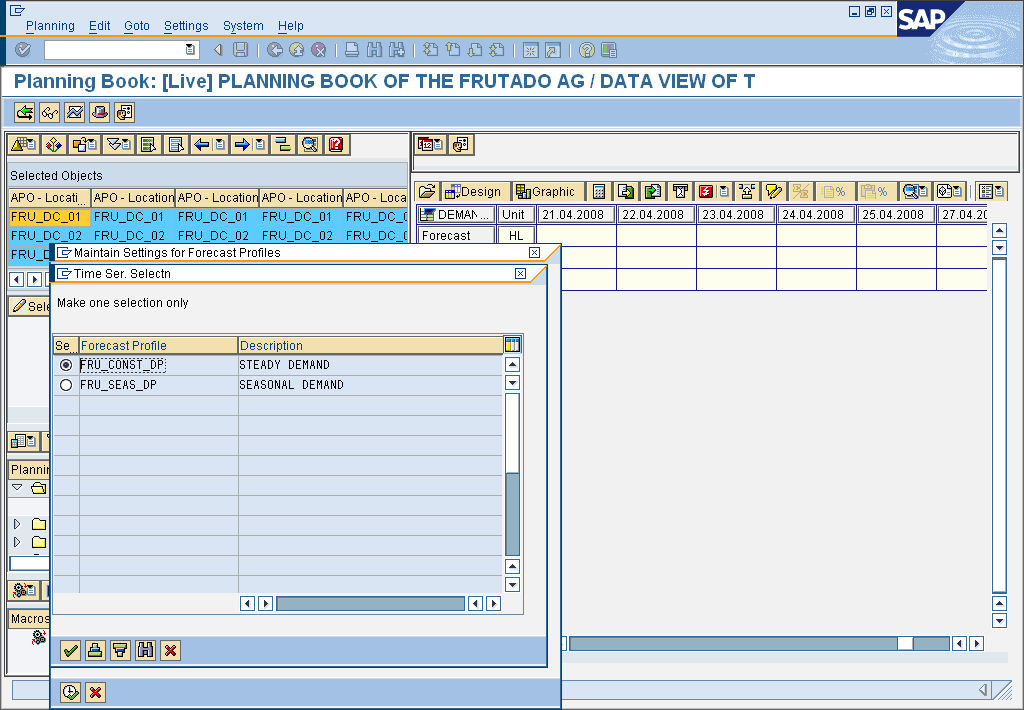 Planning Edit Goto Settings System Help
SAP
Planning Book: [Live] PLANNING BOOK OF THE FRUTADO AG / DATA VIEW OF T
Selected Objects
APO - Locati... APO - Location APO - Location APO - Location APO - Loca
FRU_DC_01 FRU_DC_01 FRU_DC_01 FRU_DC_01 FRU_DC_0
FRU_DC_02 FRU_DC_02 FRU_DC_02 FRU_DC_02 FRU_DC_0
FRU_D
Sele
Design Graphic
DEMAN... Unit 21.04.2008 22.04.2008 23.04.2008 24.04.2008 25.04.2008 27.04.20
Forecast HL
Maintain Settings for Forecast Profiles
Time Ser. Selectn
Make one selection only
Se... Forecast Profile Description
FRU_CONST_DP STEADY DEMAND
FRU_SEAS_DP SEASONAL DEMAND
Plannin
Macros